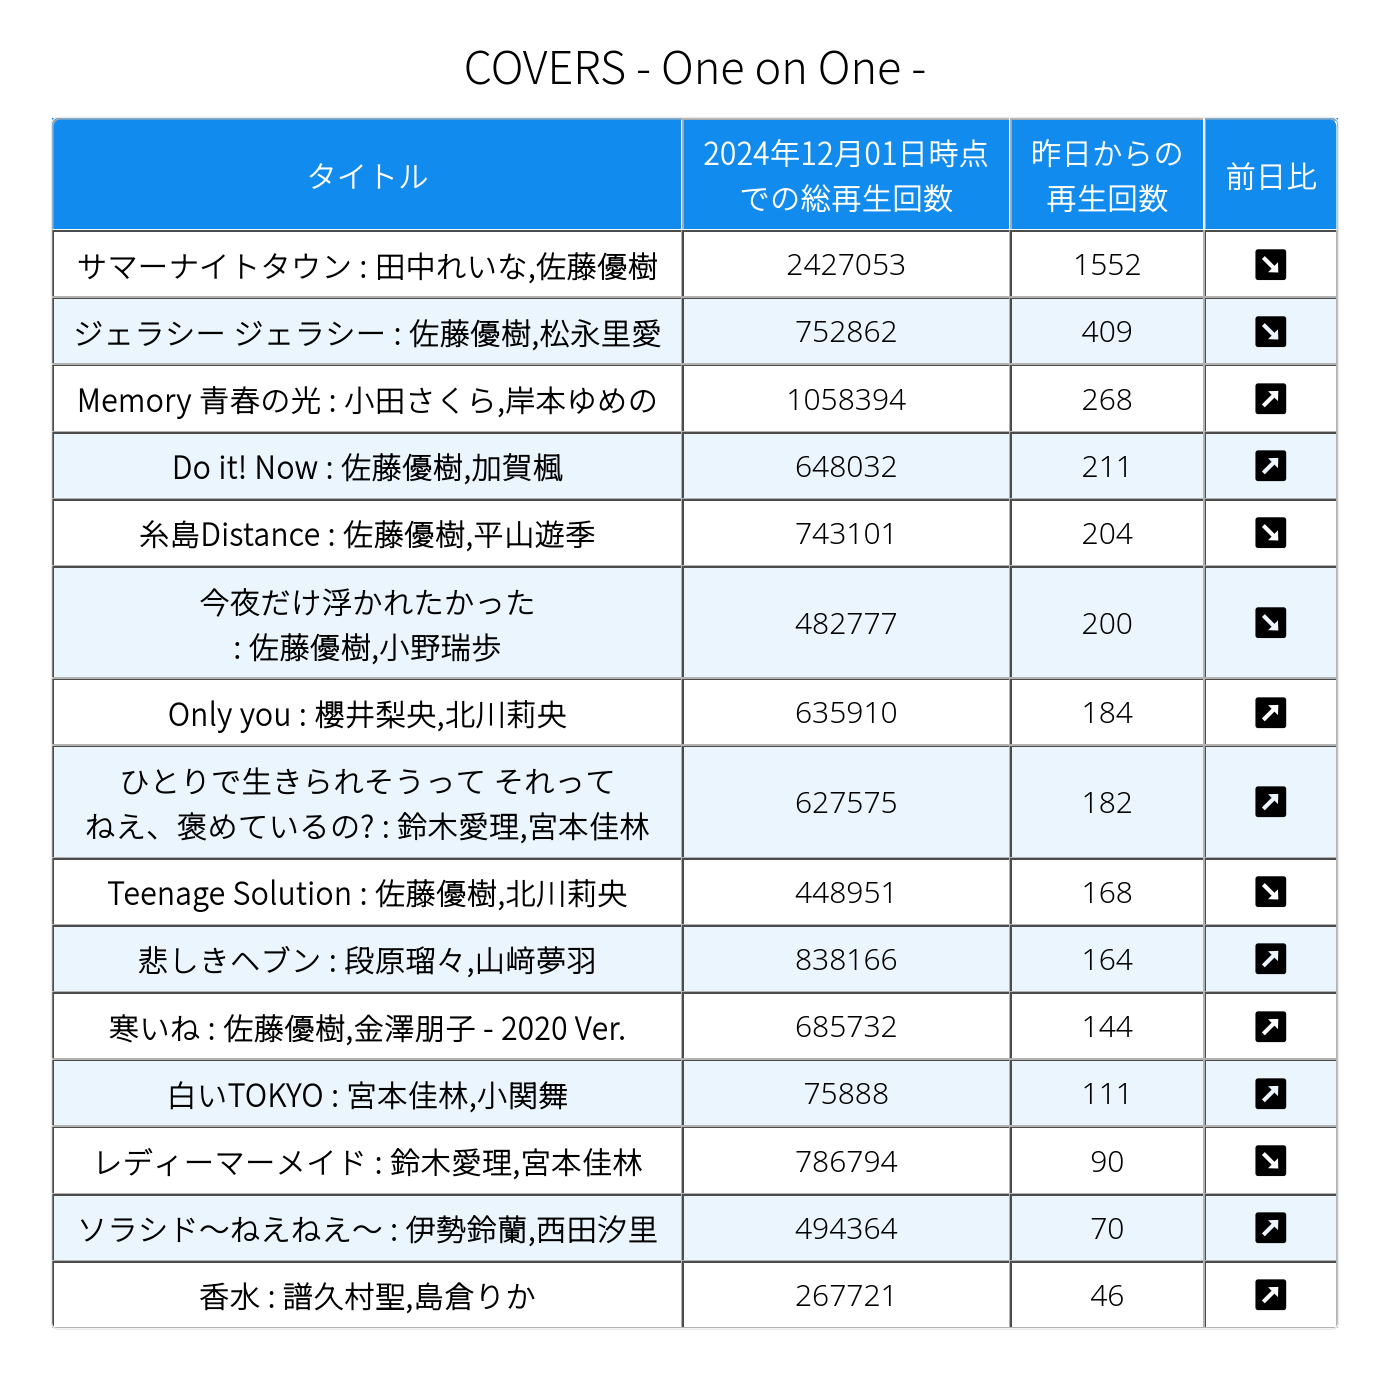 COVERS - One on One -
タイトル
2024年12月01日時点
での総再生回数
昨日からの
再生回数
前日比
サマーナイトタウン : 田中れいな,佐藤優樹 2427053 1552
ジェラシー ジェラシー : 佐藤優樹,松永里愛 752862 409
Memory 青春の光 : 小田さくら,岸本ゆめの 1058394 268
Do it! Now : 佐藤優樹,加賀楓 648032 211
糸島Distance : 佐藤優樹,平山遊季 743101 204
今夜だけ浮かれたかった
: 佐藤優樹,小野瑞歩 482777 200
Only you : 櫻井梨央,北川莉央 635910 184
ひとりで生きられそうって それって
ねえ、褒めているの? : 鈴木愛理,宮本佳林 627575 182
Teenage Solution : 佐藤優樹,北川莉央 448951 168
悲しきヘブン : 段原瑠々,山﨑夢羽 838166 164
寒いね : 佐藤優樹,金澤朋子 - 2020 Ver. 685732 144
白いTOKYO : 宮本佳林,小関舞 75888 111
レディーマーメイド : 鈴木愛理,宮本佳林 786794 90
ソラシド～ねえねえ～ : 伊勢鈴蘭,西田汐里 494364 70
香水 : 譜久村聖,島倉りか 267721 46